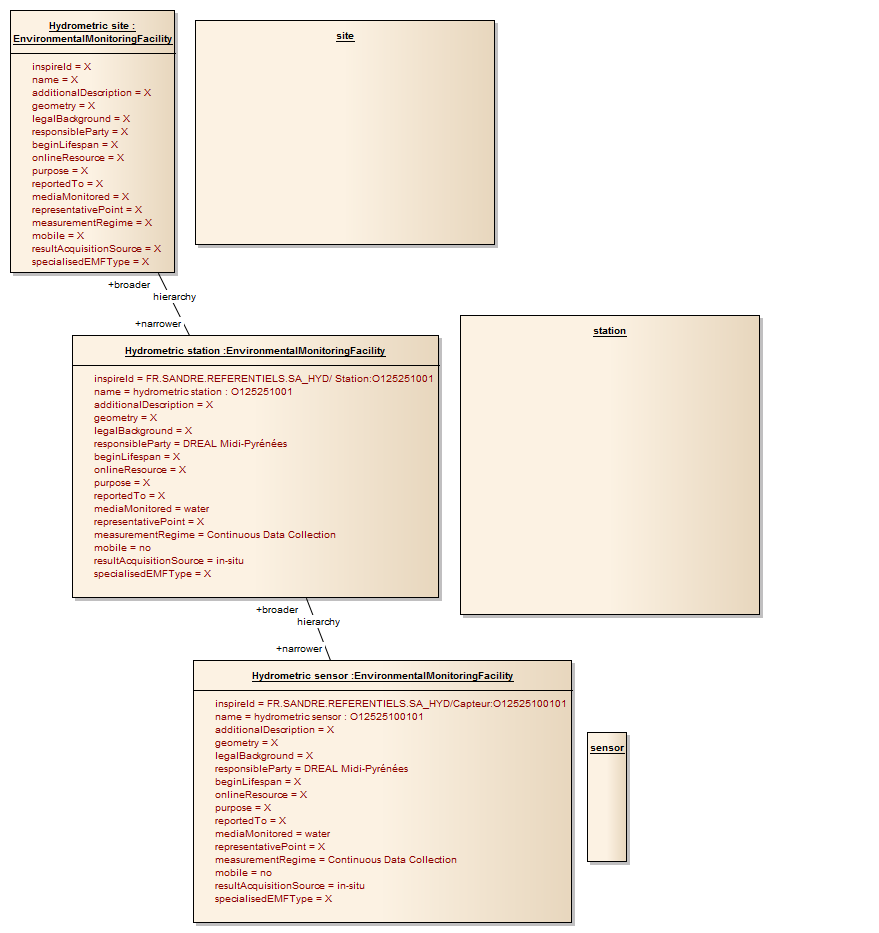 Hydrometric site :
EnvironmentalMonitoringFacility
inspireId = X
name = X
additionalDescription = X
geometry = X
legalBackground = X
responsibleParty = X
beginLifespan = X
onlineResource = X
purpose = X
reportedTo = X
mediaMonitored = X
representativePoint = X
measurementRegime = X
mobile = X
resultAcquisitionSource = X
specialisedEMFType = X
site
+broader
hierarchy
+narrower
Hydrometric station :EnvironmentalMonitoringFacility
inspireId = FR.SANDRE.REFERENTIELS.SA_HYD/ Station:O125251001
name = hydrometric station : O125251001
additionalDescription = X
geometry = X
legalBackground = X
responsibleParty = DREAL Midi-Pyrénées
beginLifespan = X
onlineResource = X
purpose = X
reportedTo = X
mediaMonitored = water
representativePoint = X
measurementRegime = Continuous Data Collection
mobile = no
resultAcquisitionSource = in-situ
specialisedEMFType = X
station
+broader
hierarchy
+narrower
Hydrometric sensor :EnvironmentalMonitoringFacility
inspireId = FR.SANDRE.REFERENTIELS.SA_HYD/Capteur:O12525100101
name = hydrometric sensor : O12525100101
additionalDescription = X
geometry = X
legalBackground = X
responsibleParty = DREAL Midi-Pyrénées
beginLifespan = X
onlineResource = X
purpose = X
reportedTo = X
mediaMonitored = water
representativePoint = X
measurementRegime = Continuous Data Collection
mobile = no
resultAcquisitionSource = in-situ
specialisedEMFType = X
sensor